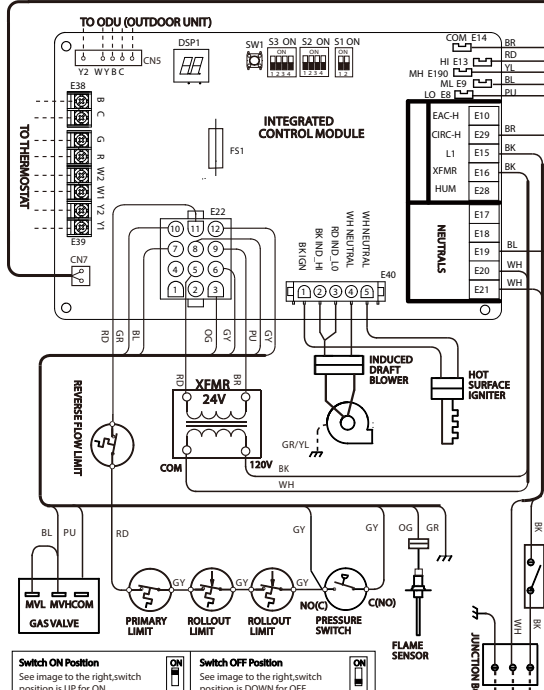 TO ODU (OUTDOOR UNIT)
CN5
Y2 W Y B C
DSP1
SW1
S3 ON
S2 ON
S1 ON
ON
ON
ON
1 2 3 4
1 2 3 4
1 2
COM E14
BR
HI E13
RD
MH E190
YL
ML E9
BL
LO E8
PU
E38
B
C
G
R
W2
W1
Y2
Y1
E39
TO THERMOSTAT
CN7
INTEGRATED
CONTROL MODULE
FS1
EAC-H E10
CIRC-H E29 BR
L1 E15 BK
XFMR E16 BK
HUM E28
NEUTRALS
E17
E18
E19 BL
E20 WH
E21 WH
E22
10 11 12
7 8 9
4 5 6
1 2 3
BK IGN
BK IND_HI
RD IND_LO
WH NEUTRAL
WH NEUTRAL
E40
1 2 3 4 5
RD
GR
BL
OG
GY
PU
GY
RD
BR
XFMR
24V
COM
120V
BK
WH
INDUCED
DRAFT
BLOWER
HOT
SURFACE
IGNITER
GR/YL
REVERSE FLOW LIMIT
BL
PU
RD
GY
GY
OG
GR
BK
MVL MVHCOM
GAS VALVE
GY
GY
GY
NO(C)
C(NO)
PRIMARY
LIMIT
ROLLOUT
LIMIT
ROLLOUT
LIMIT
PRESSURE
SWITCH
FLAME
SENSOR
WH
BK
JUNCTION B
Switch ON Position
See image to the right,switch
position is UP for ON
ON
Switch OFF Position
See image to the right,switch
position is DOWN for OFF
ON